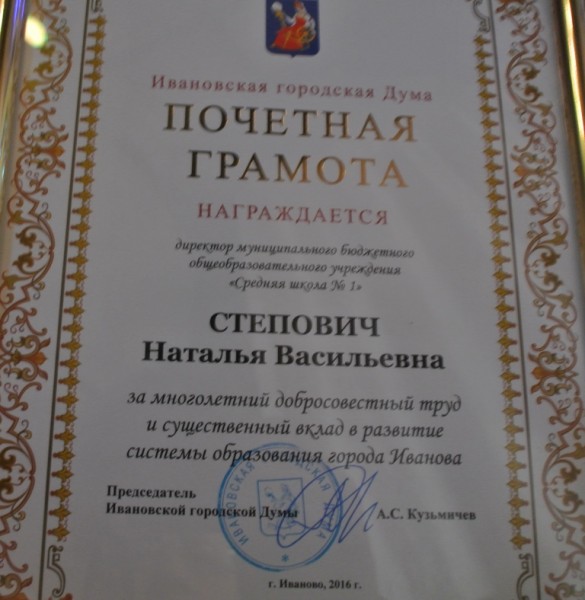 Ивановская городская Дума
ПОЧЕТНАЯ
ГРАМОТА
НАГРАЖДАЕТСЯ
директор муниципального бюджетного
общеобразовательного учреждения
«Средняя школа № 1»
СТЕПОВИЧ
Наталья Васильевна
за многолетний добросовестный труд
и существенный вклад в развитие
системы образования города Иванова
Председатель
Ивановской городской Думы А.С. Кузьмичев
ИВАНОВСКАЯ
г. Иваново, 2016 г.